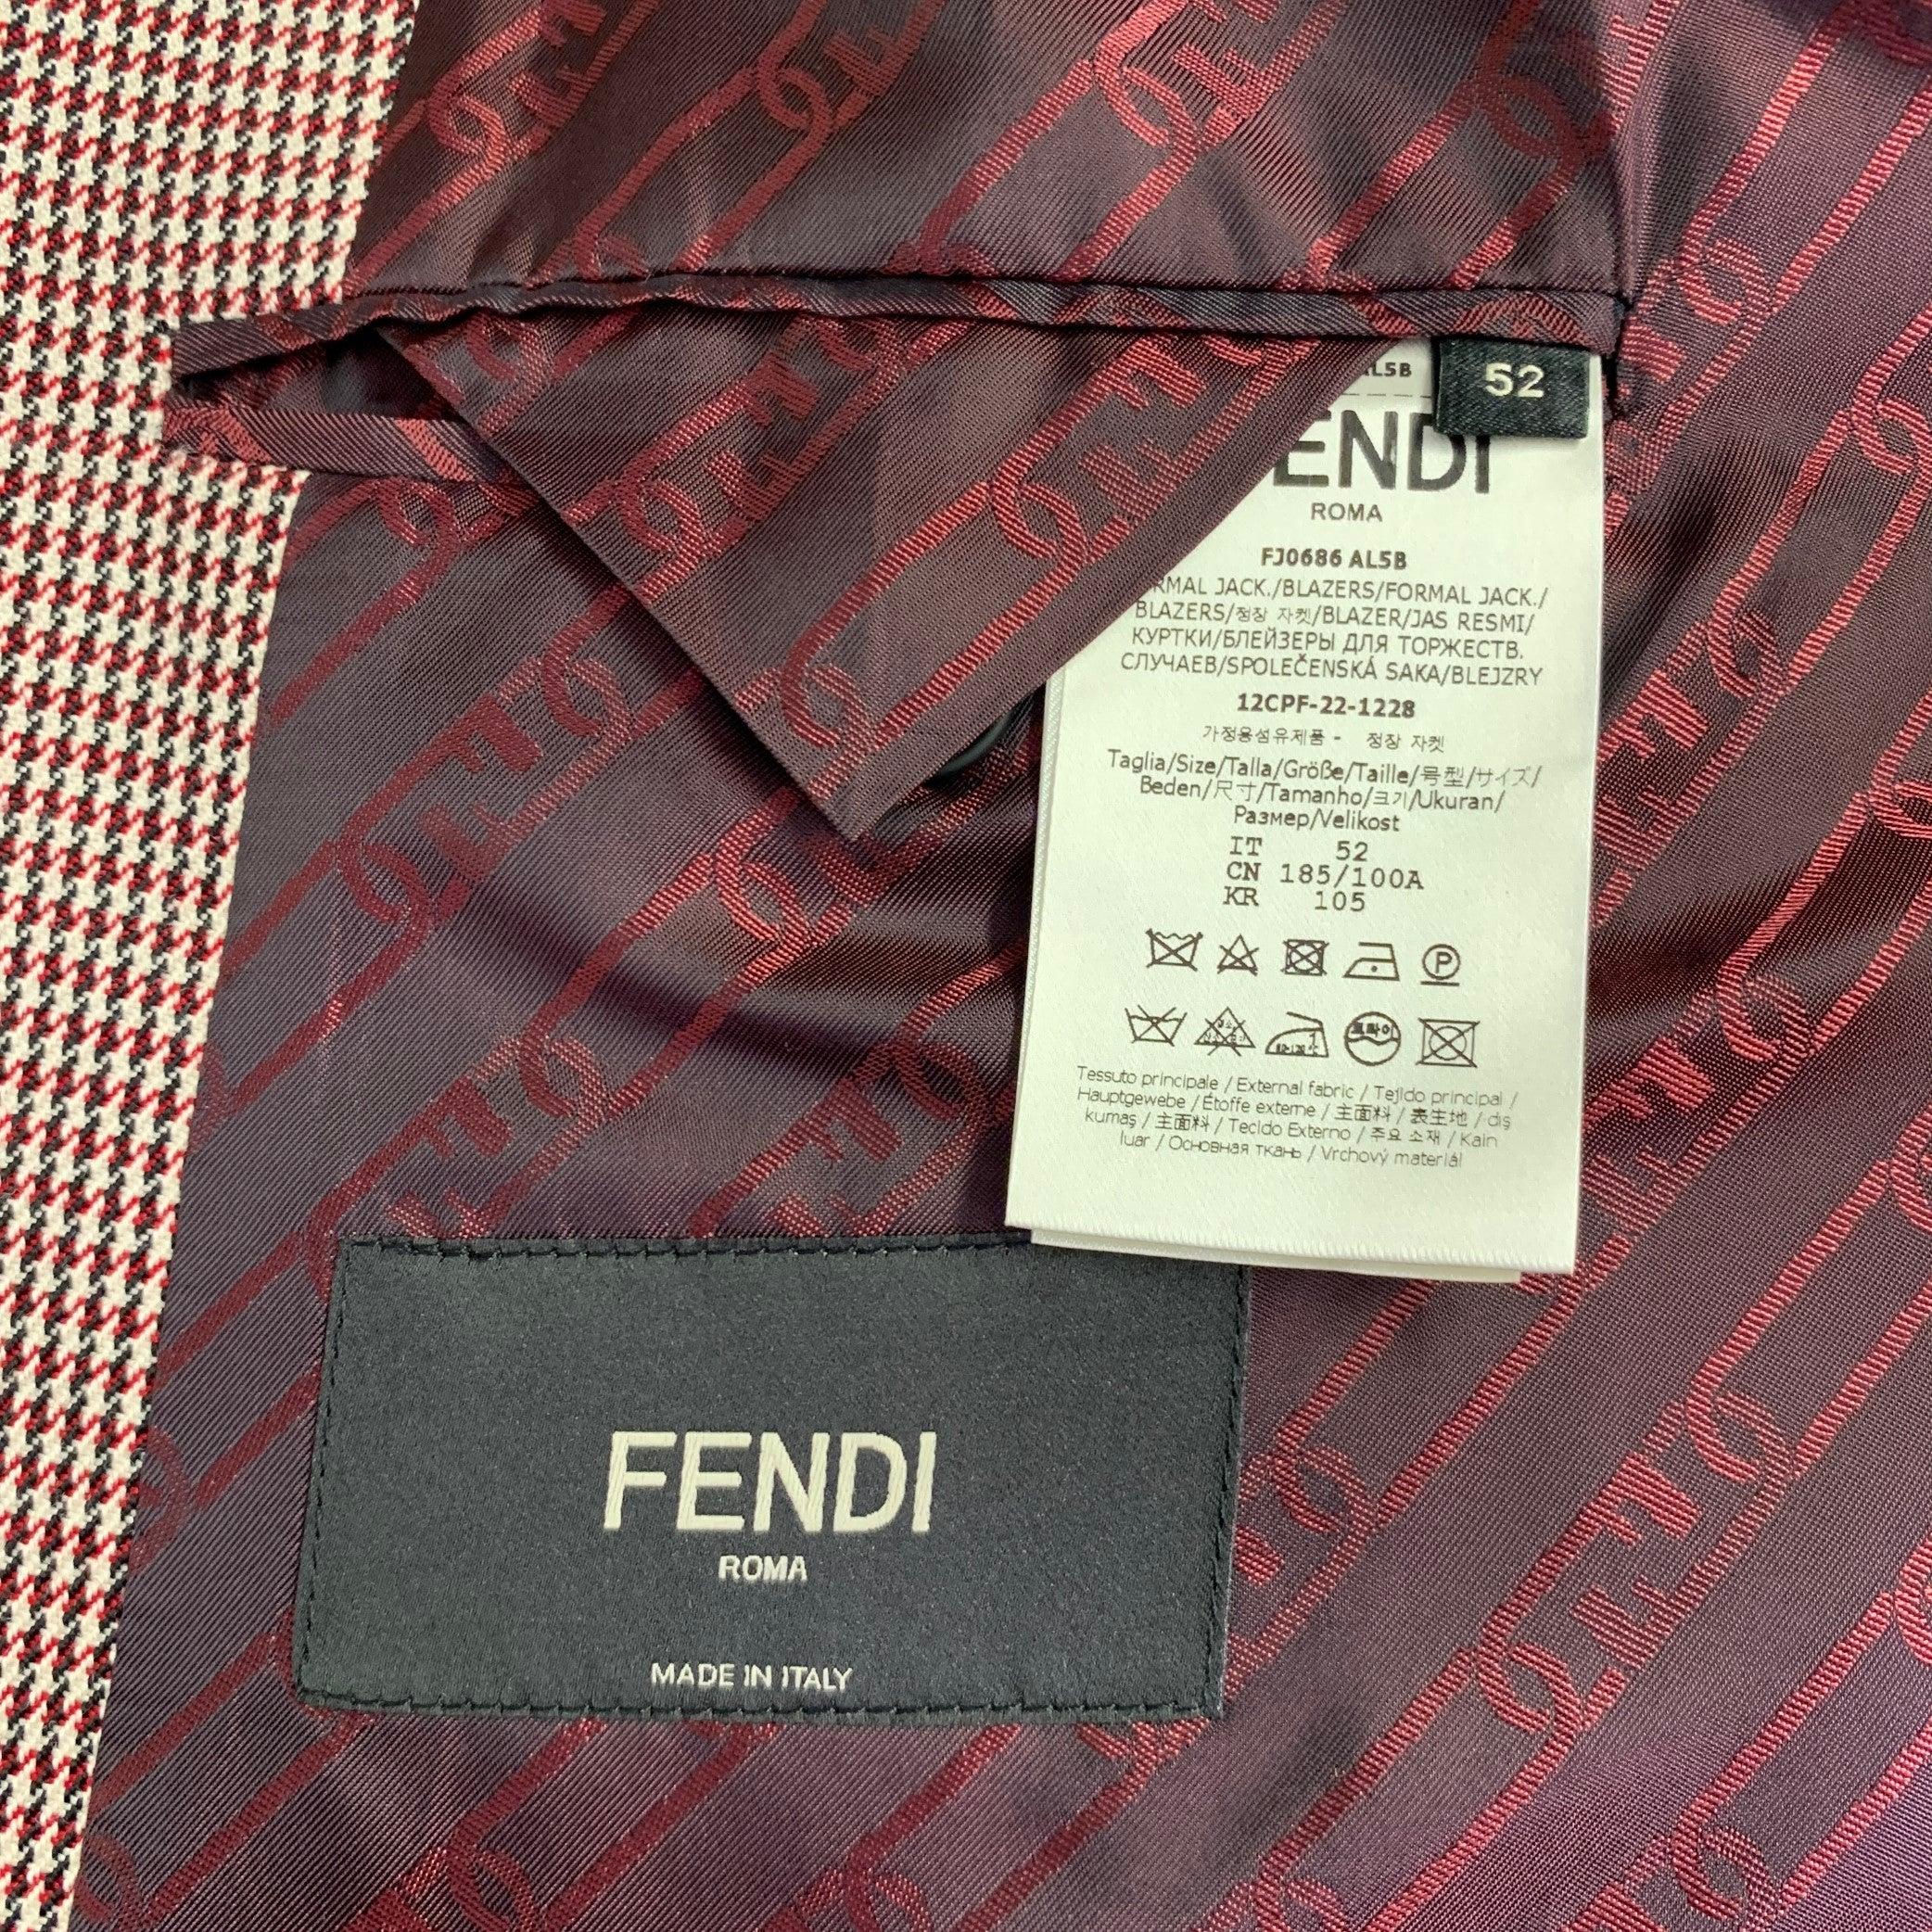 AL5B
52
ENDI
ROMA
FJ0686 AL5B
RMAL JACK./BLAZERS/FORMAL JACK./
BLAZERS/정장 자켓/BLAZER/JAS RESMI/
КУРТКИ/БЛЕЙЗЕРЫ ДЛЯ ТОРЖЕСТВ.
СЛУЧАЕВ/SPOLEČENSKÁ SAKA/BLEJZRY
12CPF-22-1228
가정용섬유제품 - 정장 자켓
Taglia/Size/Talla/Größe/Taille/号型/サイズ/
Beden/尺寸/Tamanho/크기/Ukuran/
Размер/Velikost
IT 52
CN 185/100A
KR 105
P
드라이
Tessuto principale / External fabric / Tejido principal /
Hauptgewebe / Étoffe externe / 主面料 / 表生地 / dış
kumaş / 主面料 / Tecido Externo / 주요 소재 / Kain
luar / Основная ткань / Vrchový materiál
FENDI
ROMA
MADE IN ITALY